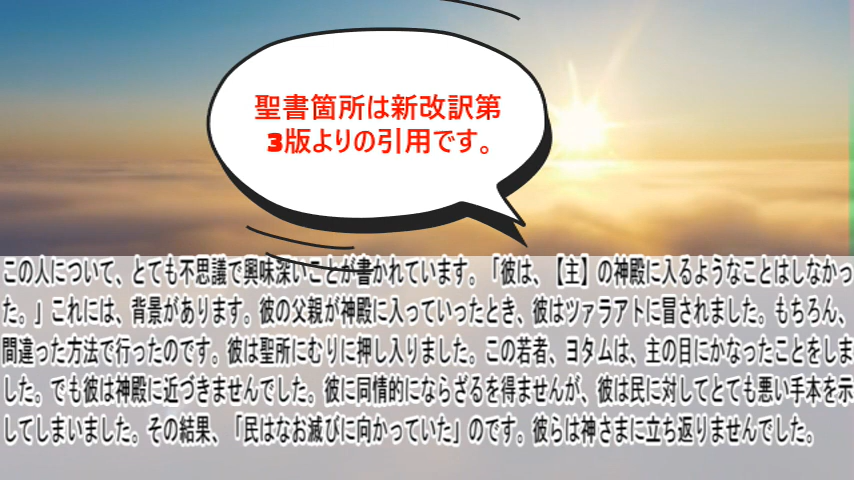 聖書箇所は新改訳第
3版よりの引用です。
この人について、とても不思議で興味深いことが書かれています。「彼は、【主】の神殿に入るようなことはしなかっ
た。」これには、背景があります。彼の父親が神殿に入っていったとき、彼はツァラアトに冒されました。もちろん、
間違った方法で行ったのです。彼は聖所にむりに押し入りました。この若者、ヨタムは、主の目にかなったことをしま
した。でも彼は神殿に近づきませんでした。彼に同情的にならざるを得ませんが、彼は民に対してとても悪い手本を示
してしまいました。その結果、「民はなお滅びに向かっていた」のです。彼らは神さまに立ち返りませんでした。